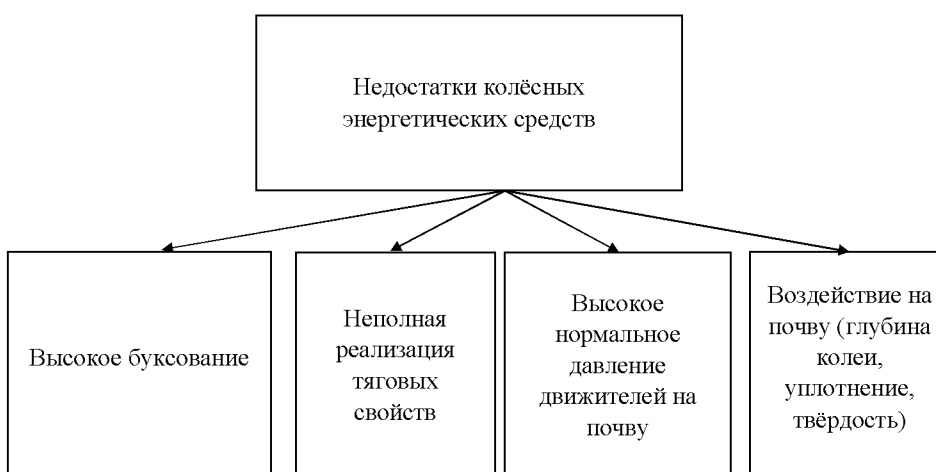 Недостатки колёсных
энергетических средств
Высокое буксование
Неполная
реализация
тяговых
свойств
Высокое
нормальное
давление
движителей на
почву
Воздействие на
почву (глубина
колеи,
уплотнение,
твёрдость)